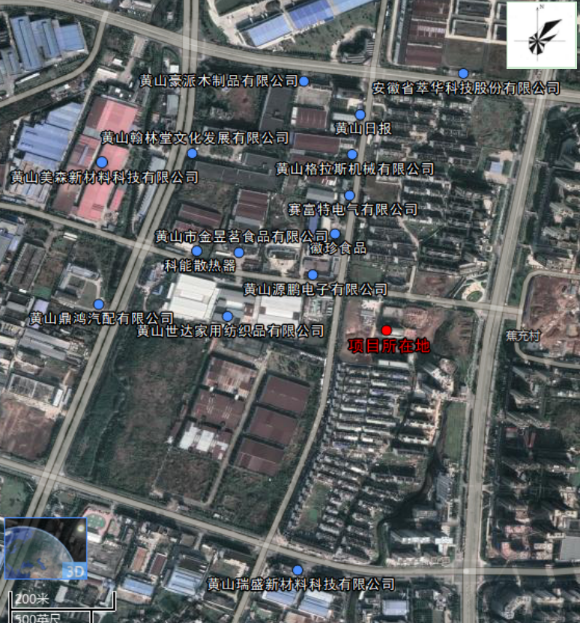 黄山豪派木制品有限公司
安徽省萃华科技股份有限公司
黄山日报
黄山翰林堂文化发展有限公司
黄山格拉斯机械有限公司
黄山美森新材料科技有限公司
赛富特电气有限公司
黄山市金昱茗食品有限公司
徽珍食品
科能散热器
黄山源鹏电子有限公司
黄山鼎鸿汽配有限公司
黄山世达家用纺织品有限公司
蕉充村
项目所在地
3D
黄山瑞盛新材料科技有限公司
200米
500英尺